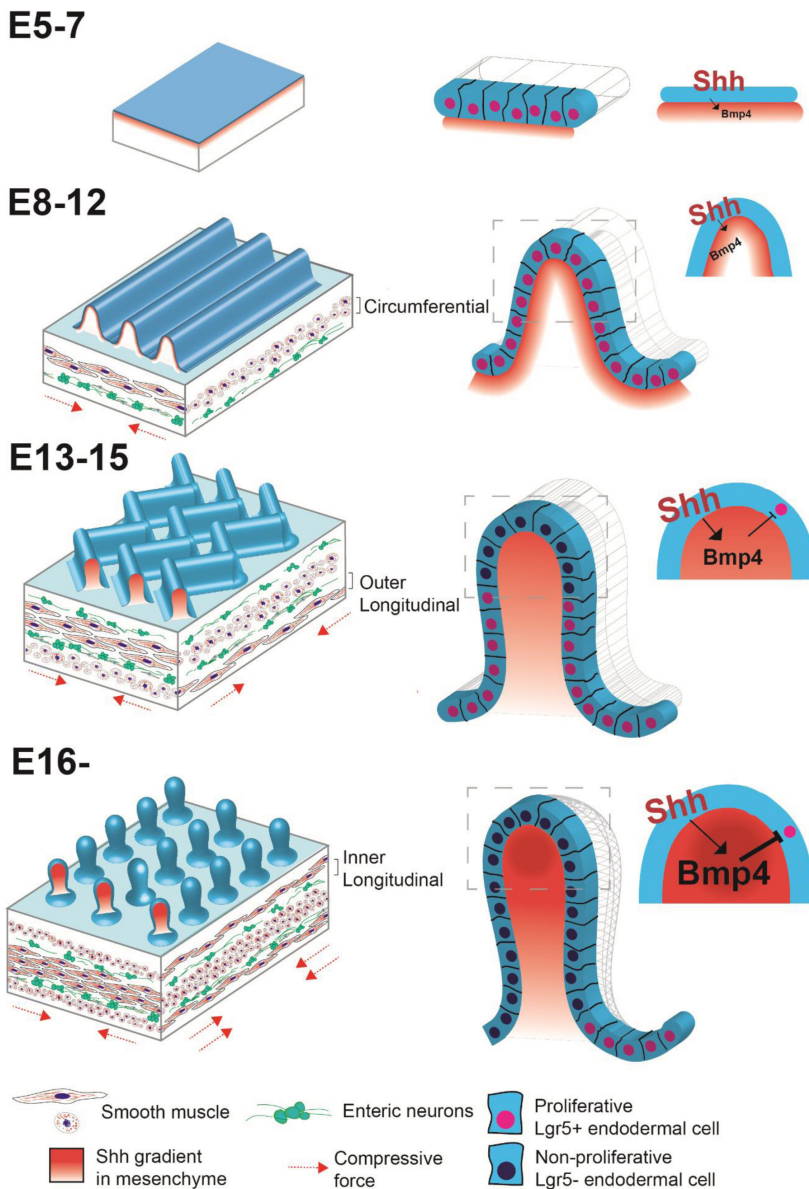 E5-7
Shh
Bmp4
E8-12
Circumferential
Shh
Bmp4
E13-15
Outer
Longitudinal
Shh
Bmp4
E16-
Inner
Longitudinal
Shh
Bmp4
Smooth muscle
Enteric neurons
Proliferative
Lgr5+ endodermal cell
Shh gradient
in mesenchyme
Compressive
force
Non-proliferative
Lgr5- endodermal cell